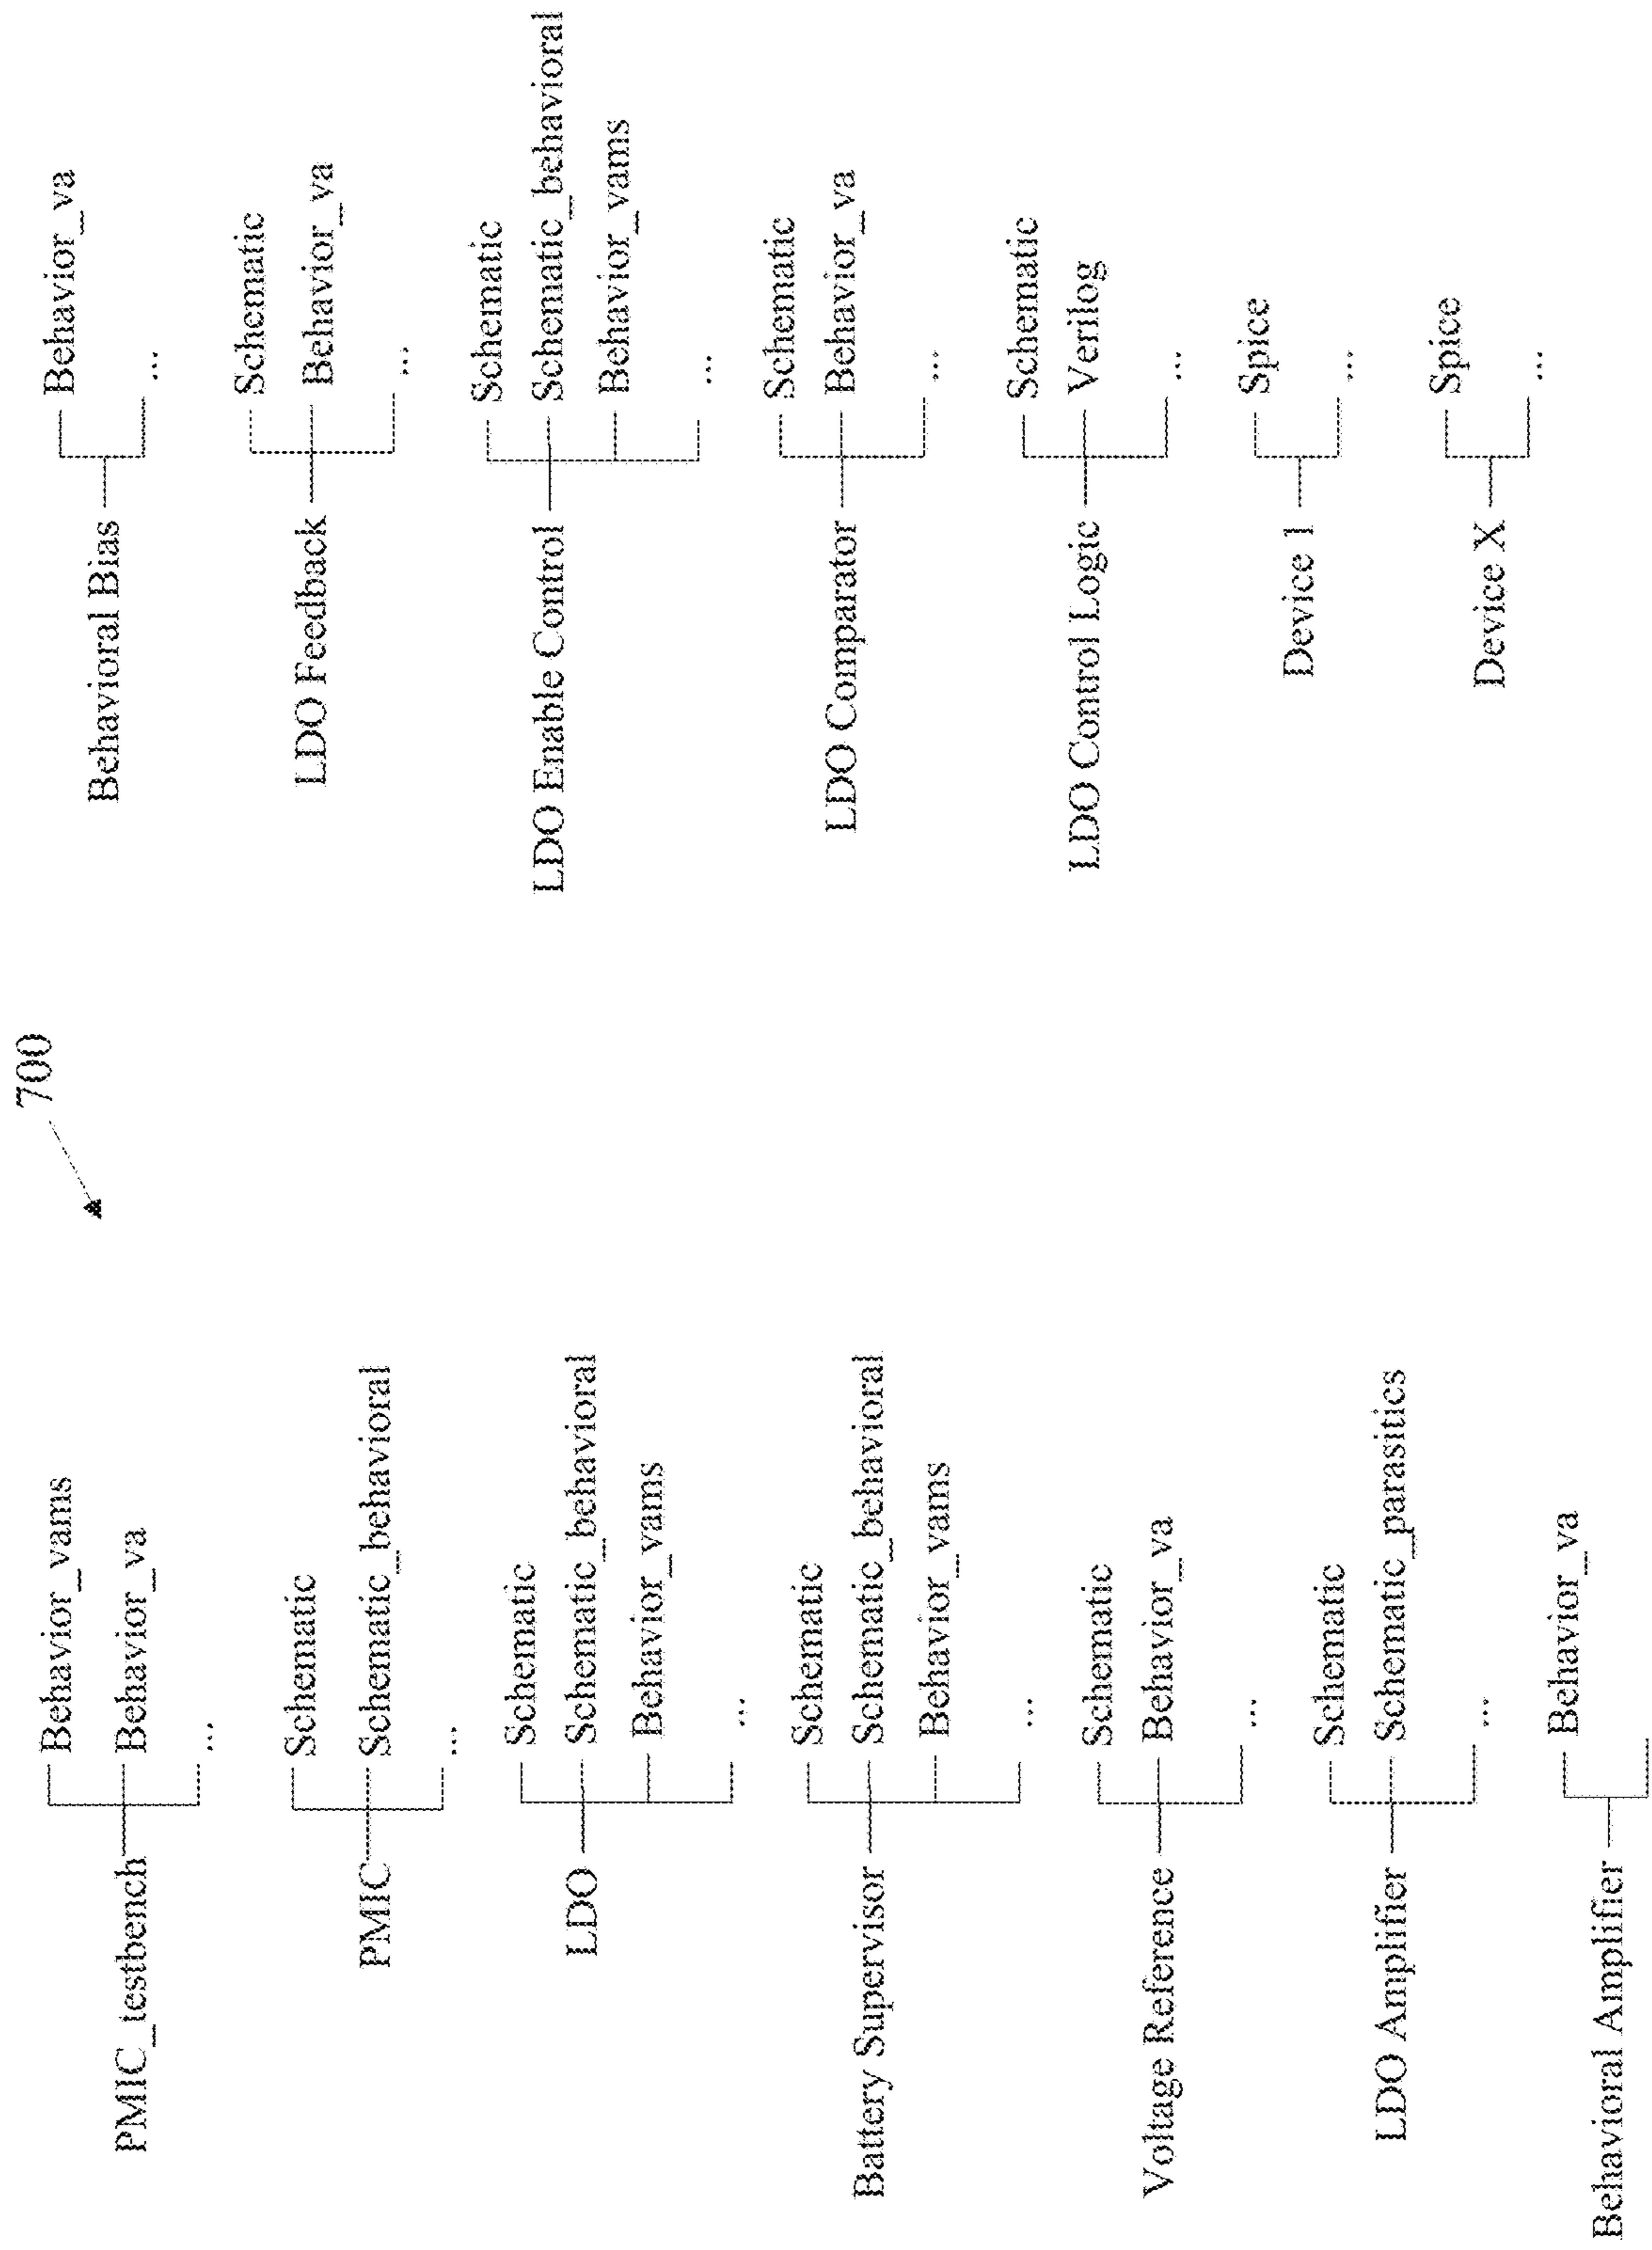 700
Behavior_vams
PMIC_testbench Behavior_va
...
Schematic
PMIC Schematic_behavioral
...
Schematic
LDO Schematic_behavioral
Behavior_vams
...
Schematic
Battery Supervisor Schematic_behavioral
Behavior_vams
...
Schematic
Voltage Reference Behavior_va
...
Schematic
LDO Amplifier Schematic_parasitics
...
Behavior_va
Behavioral Amplifier
Behavior_va
Behavioral Bias
...
Schematic
LDO Feedback Behavior_va
...
Schematic
LDO Enable Control Schematic_behavioral
Behavior_vams
...
Schematic
LDO Comparator Behavior_va
...
Schematic
LDO Control Logic Verilog
...
Spice
Device 1
...
Spice
Device X
...